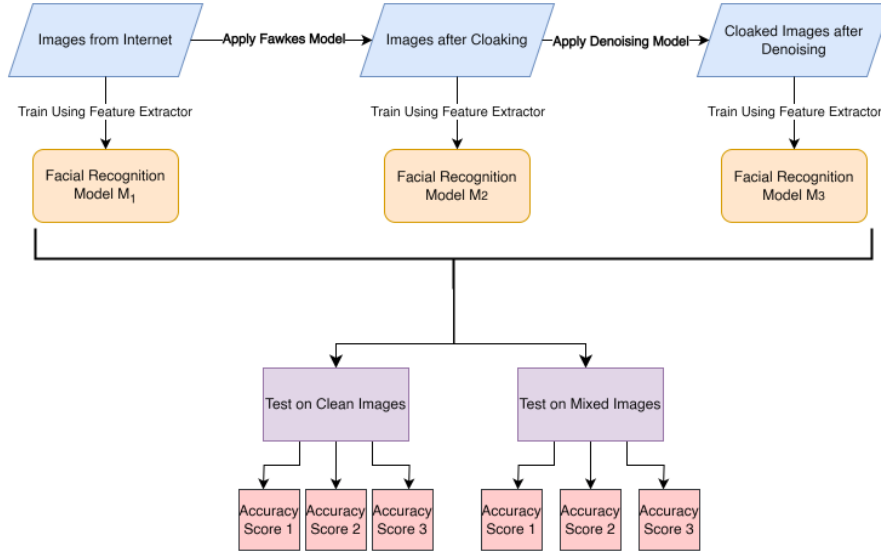 Images from Internet
Apply Fawkes Model
Images after Cloaking
Apply Denoising Model
Cloaked Images after
Denoising
Train Using Feature Extractor
Train Using Feature Extractor
Train Using Feature Extractor
Facial Recognition
Model M1
Facial Recognition
Model M2
Facial Recognition
Model M3
Test on Clean Images
Test on Mixed Images
Accuracy
Score 1
Accuracy
Score 2
Accuracy
Score 3
Accuracy
Score 1
Accuracy
Score 2
Accuracy
Score 3